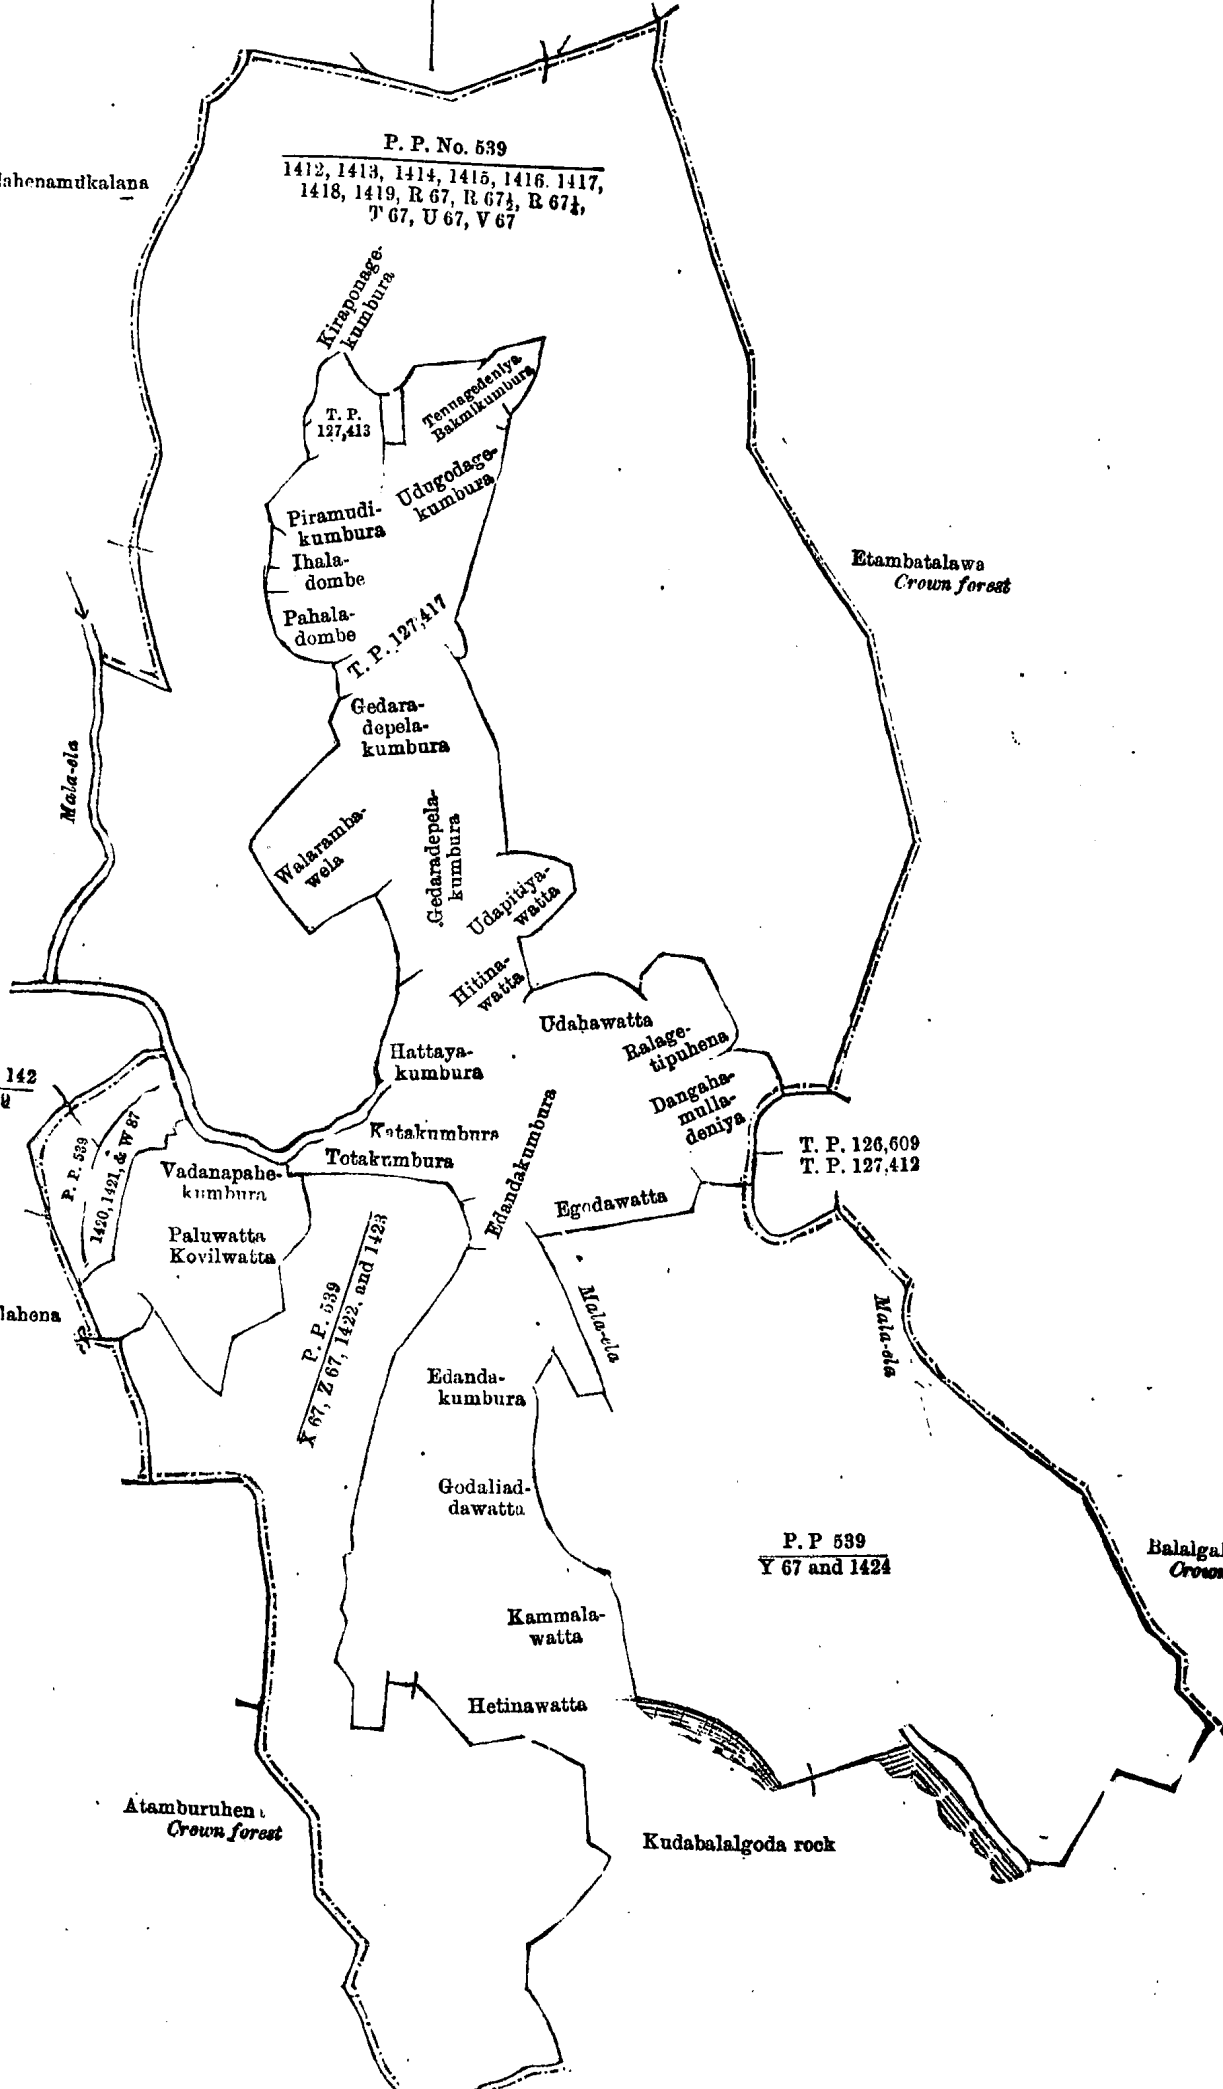 P. P. No. 539
1412, 1413, 1414, 1415, 1416. 1417,
1418, 1419, R 67, R 67½, R 67¼,
T 67, U 67, V 67
lahenamukalana
Kiraponage-
kumbura
T. P.
127,413
Tennagedeniya
Bakmikumbura
Udugodage-
kumbura
Piramudi-
kumbura
Ihala-
dombe
Pahala-
dombe
T. P. 127,417
Etambatalawa
Crown forest
Gedara-
depela-
kumbura
Mala-ela
Walaramba-
wela
Gedaradepela-
kumbura
Udapitiya-
watta
Hitina-
watta
Udahawatta
Ralage-
tipuhena
Hattaya-
kumbura
Dangaha-
mulla-
deniya
142
P. P. 539
1420, 1421, & W 67
Katakumbura
Totakumbura
Edandakumbura
T. P. 126,609
T. P. 127,412
Vadanapahe-
kumbura
Egodawatta
Paluwatta
Kovilwatta
P. P. 539
X 67, Z 67, 1422, and 1423
lahena
Mala-ela
Mala-ela
Edanda-
kumbura
Godaliad-
dawatta
P. P 539
Y 67 and 1424
Balalga
Crown
Kammala-
watta
Hetinawatta
Atamburuhen
Crown forest
Kudabalalgoda rock